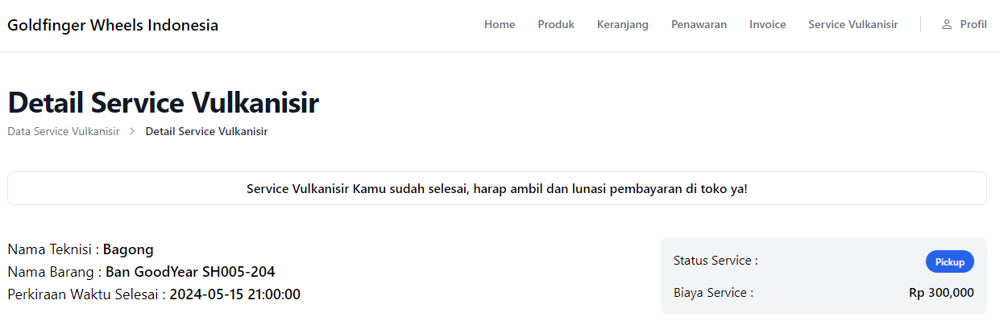 Goldfinger Wheels Indonesia
Home Produk Keranjang Penawaran Invoice Service Vulkanisir Profil
Detail Service Vulkanisir
Data Service Vulkanisir > Detail Service Vulkanisir
Service Vulkanisir Kamu sudah selesai, harap ambil dan lunasi pembayaran di toko ya!
Nama Teknisi : Bagong
Nama Barang : Ban GoodYear SH005-204
Perkiraan Waktu Selesai : 2024-05-15 21:00:00
Status Service : Pickup
Biaya Service : Rp 300,000